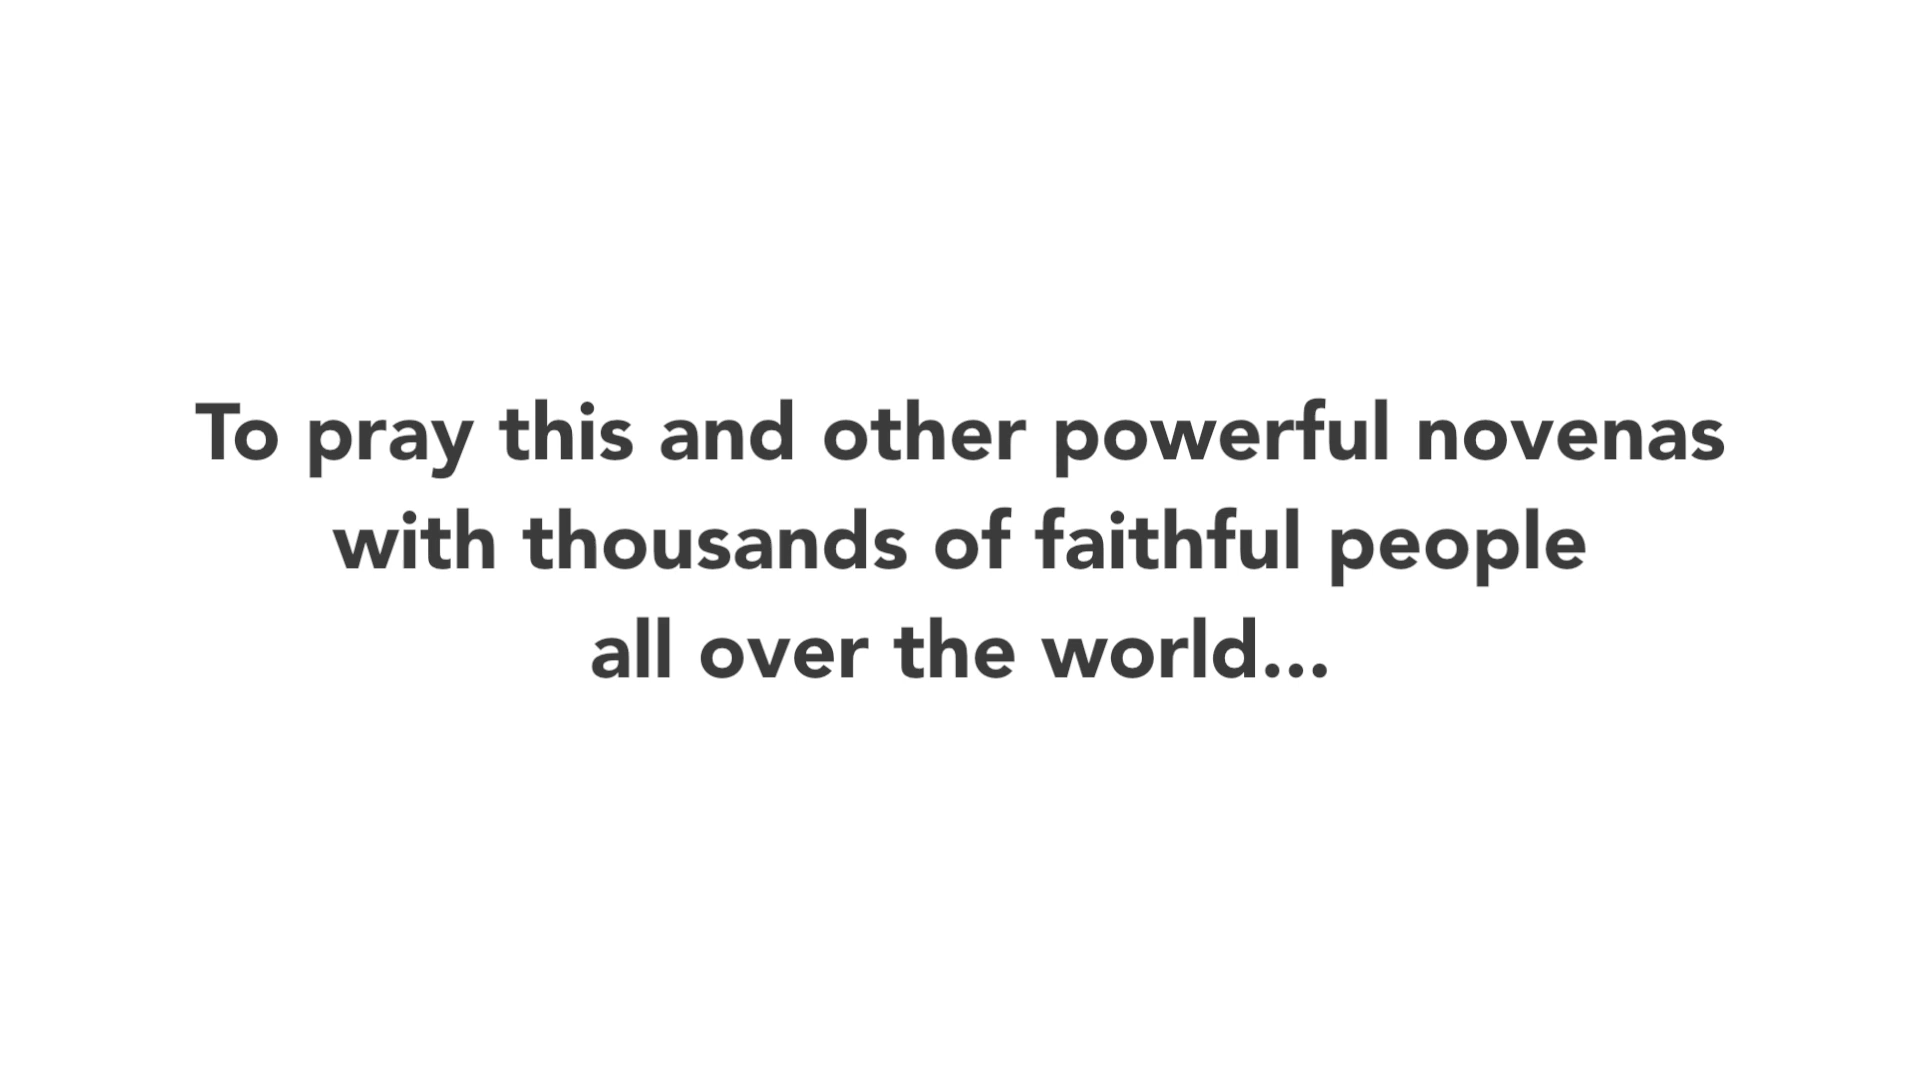 To pray this and other powerful novenas
with thousands of faithful people
all over the world...